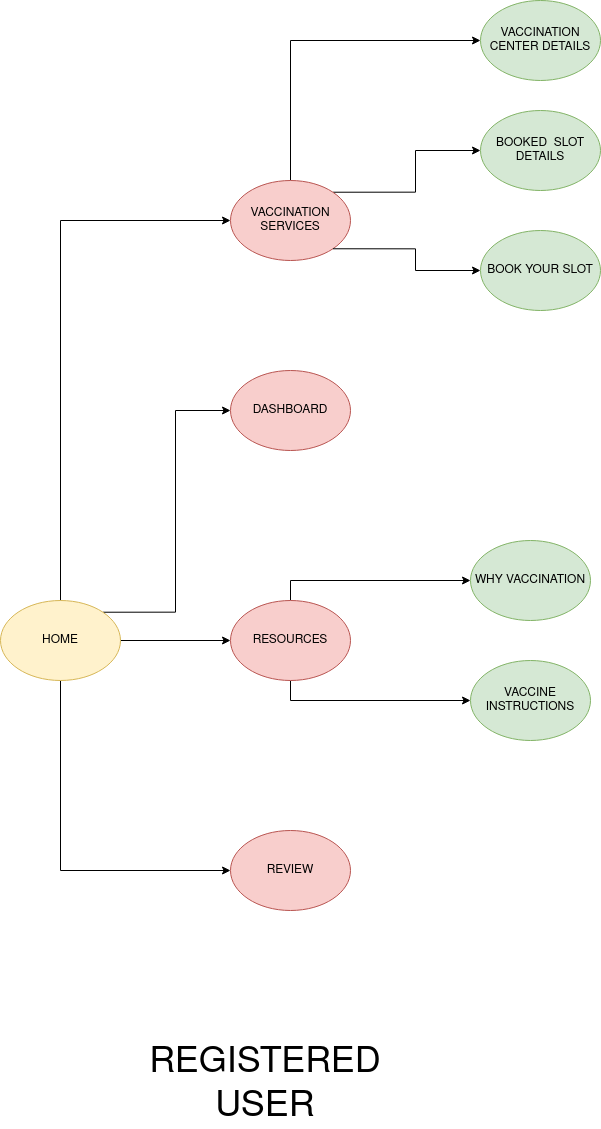 VACCINATION
CENTER DETAILS
BOOKED SLOT
DETAILS
VACCINATION
SERVICES
BOOK YOUR SLOT
DASHBOARD
WHY VACCINATION
HOME
RESOURCES
VACCINE
INSTRUCTIONS
REVIEW
REGISTERED
USER